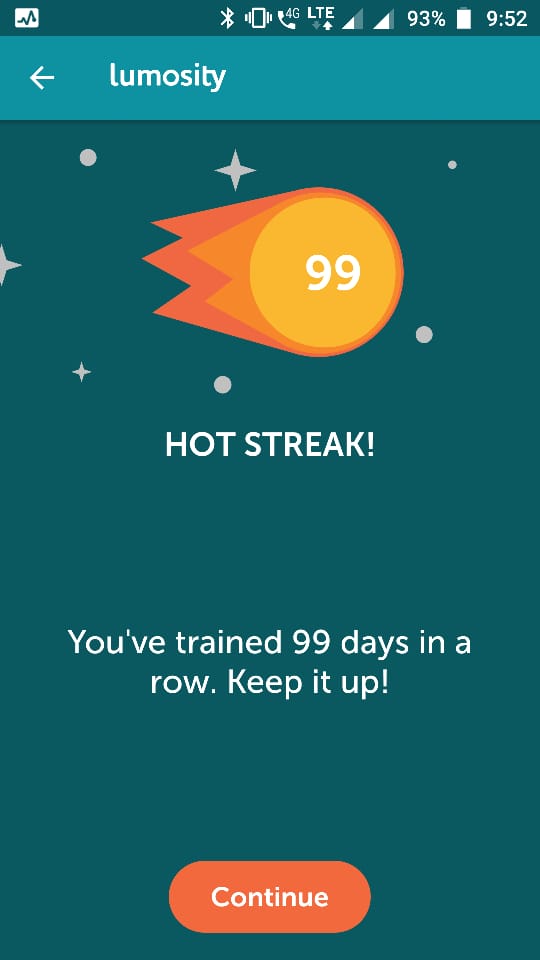 4G LTE 93% 9:52
lumosity
99
HOT STREAK!
You've trained 99 days in a
row. Keep it up!
Continue